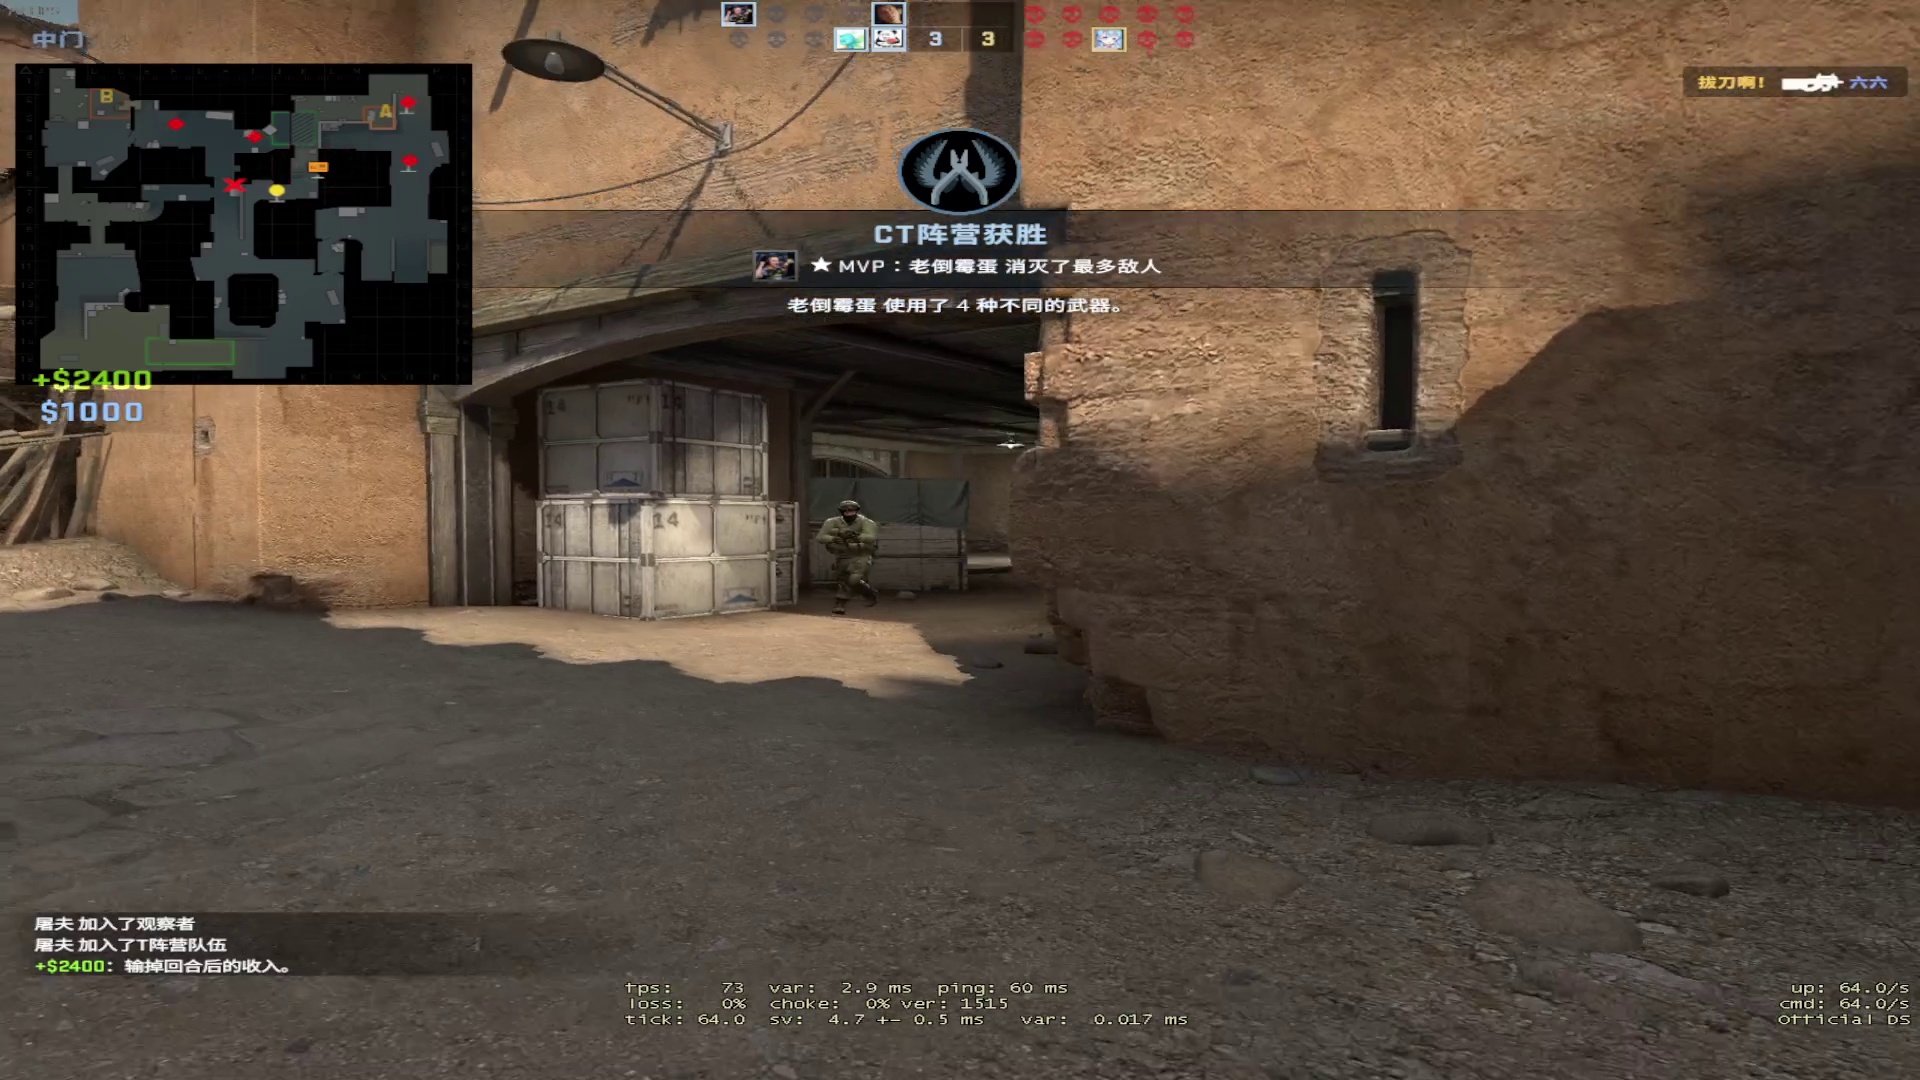 中门
B
A
3 3
拔刀啊! 六六
CT阵营获胜
★ MVP：老倒霉蛋 消灭了最多敌人
老倒霉蛋 使用了 4 种不同的武器。
+$2400
$1000
14 14
14 14
屠夫 加入了观察者
屠夫 加入了T阵营队伍
+$2400：输掉回合后的收入。
fps: 73 var: 2.9 ms ping: 60 ms
loss: 0% choke: 0% ver: 1515
tick: 64.0 sv: 4.7 +- 0.5 ms var: 0.017 ms
up: 64.0/s
cmd: 64.0/s
Official DS